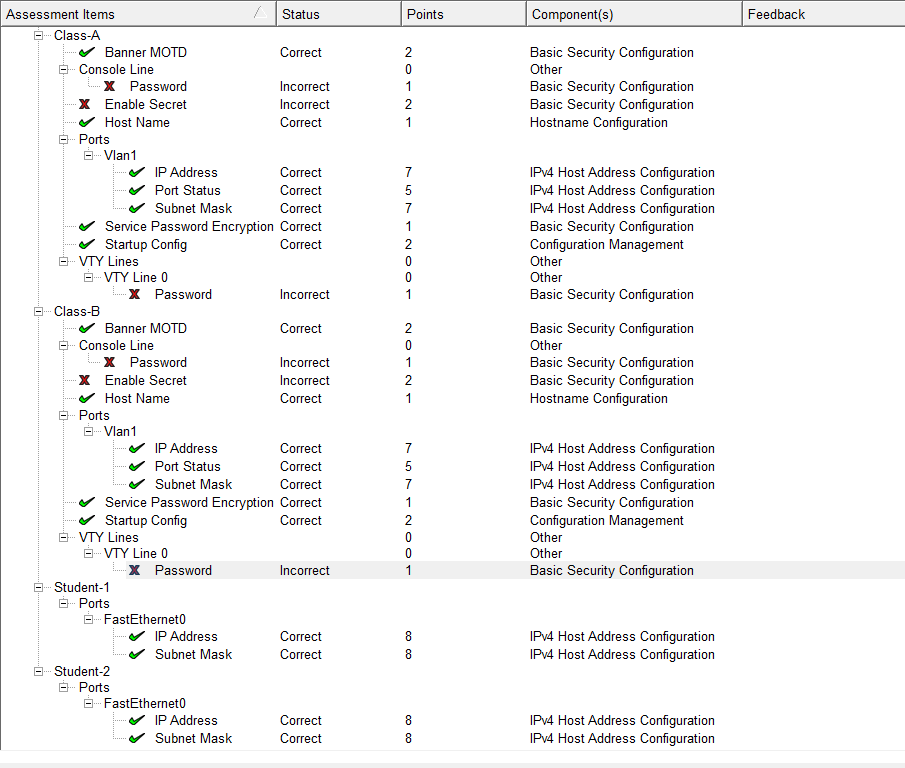 Assessment Items Status Points Component(s) Feedback
Class-A
Banner MOTD Correct 2 Basic Security Configuration
Console Line 0 Other
Password Incorrect 1 Basic Security Configuration
Enable Secret Incorrect 2 Basic Security Configuration
Host Name Correct 1 Hostname Configuration
Ports
Vlan1
IP Address Correct 7 IPv4 Host Address Configuration
Port Status Correct 5 IPv4 Host Address Configuration
Subnet Mask Correct 7 IPv4 Host Address Configuration
Service Password Encryption Correct 1 Basic Security Configuration
Startup Config Correct 2 Configuration Management
VTY Lines 0 Other
VTY Line 0 0 Other
Password Incorrect 1 Basic Security Configuration
Class-B
Banner MOTD Correct 2 Basic Security Configuration
Console Line 0 Other
Password Incorrect 1 Basic Security Configuration
Enable Secret Incorrect 2 Basic Security Configuration
Host Name Correct 1 Hostname Configuration
Ports
Vlan1
IP Address Correct 7 IPv4 Host Address Configuration
Port Status Correct 5 IPv4 Host Address Configuration
Subnet Mask Correct 7 IPv4 Host Address Configuration
Service Password Encryption Correct 1 Basic Security Configuration
Startup Config Correct 2 Configuration Management
VTY Lines 0 Other
VTY Line 0 0 Other
Password Incorrect 1 Basic Security Configuration
Student-1
Ports
FastEthernet0
IP Address Correct 8 IPv4 Host Address Configuration
Subnet Mask Correct 8 IPv4 Host Address Configuration
Student-2
Ports
FastEthernet0
IP Address Correct 8 IPv4 Host Address Configuration
Subnet Mask Correct 8 IPv4 Host Address Configuration